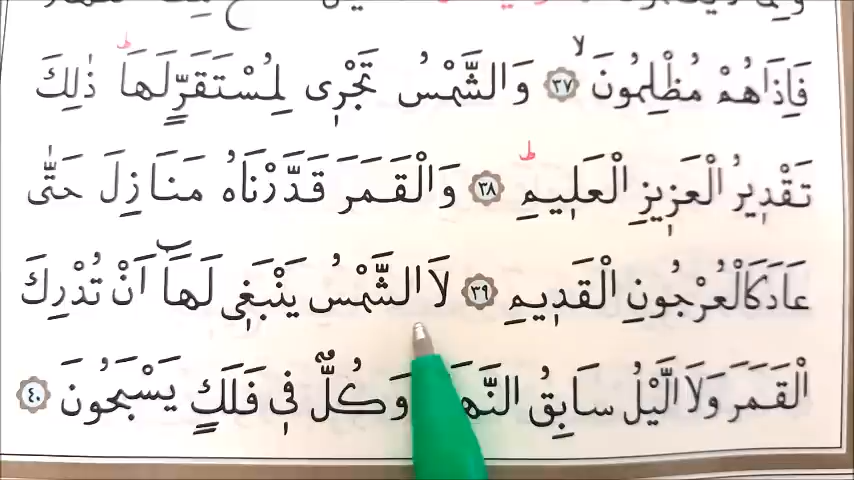 فَاِذَاهُمْ مُظْلِمُونَۙ ﴿٣٧﴾ وَالشَّمْسُ تَجْرٖى لِمُسْتَقَرٍّلَهَاؕ ذٰلِكَ
تَقْدٖيرُ الْعَزٖيزِ الْعَلٖيمِؕ ﴿٣٨﴾ وَالْقَمَرَ قَدَّرْنَاهُ مَنَازِلَ حَتّٰى
عَادَكَالْعُرْجُونِ الْقَدٖيمِ ﴿٣٩﴾ لَا الشَّمْسُ يَنْبَغٖى لَهَٓا اَنْ تُدْرِكَ
الْقَمَرَ وَلَا الَّيْلُ سَابِقُ وَكُلٌّ فٖى فَلَكٍ يَسْبَحُونَ ﴿٤٠﴾